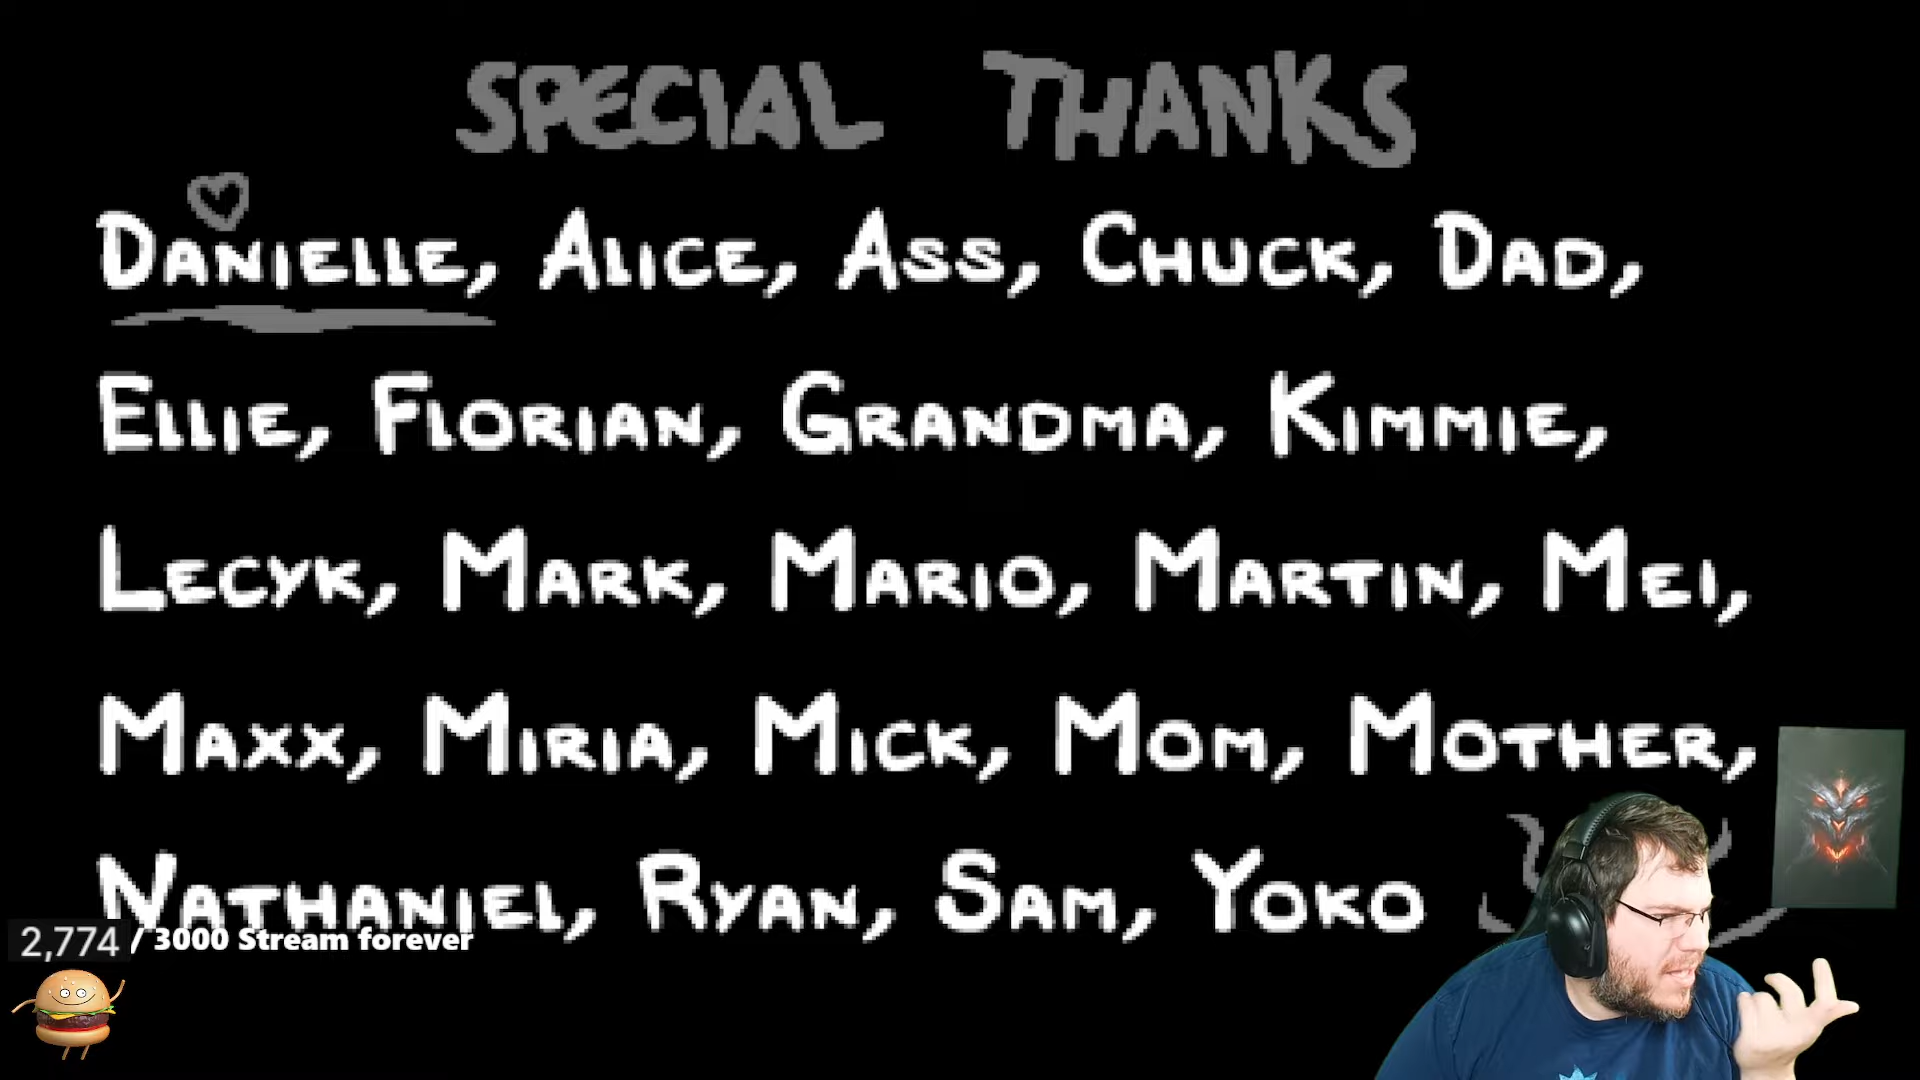 SPECIAL THANKS
DANIELLE, ALICE, ASS, CHUCK, DAD,
ELLIE, FLORIAN, GRANDMA, KIMMIE,
LECYK, MARK, MARIO, MARTIN, MEI,
MAXX, MIRIA, MICK, MOM, MOTHER,
NATHANIEL, RYAN, SAM, YOKO
2,774 / 3000 Stream forever